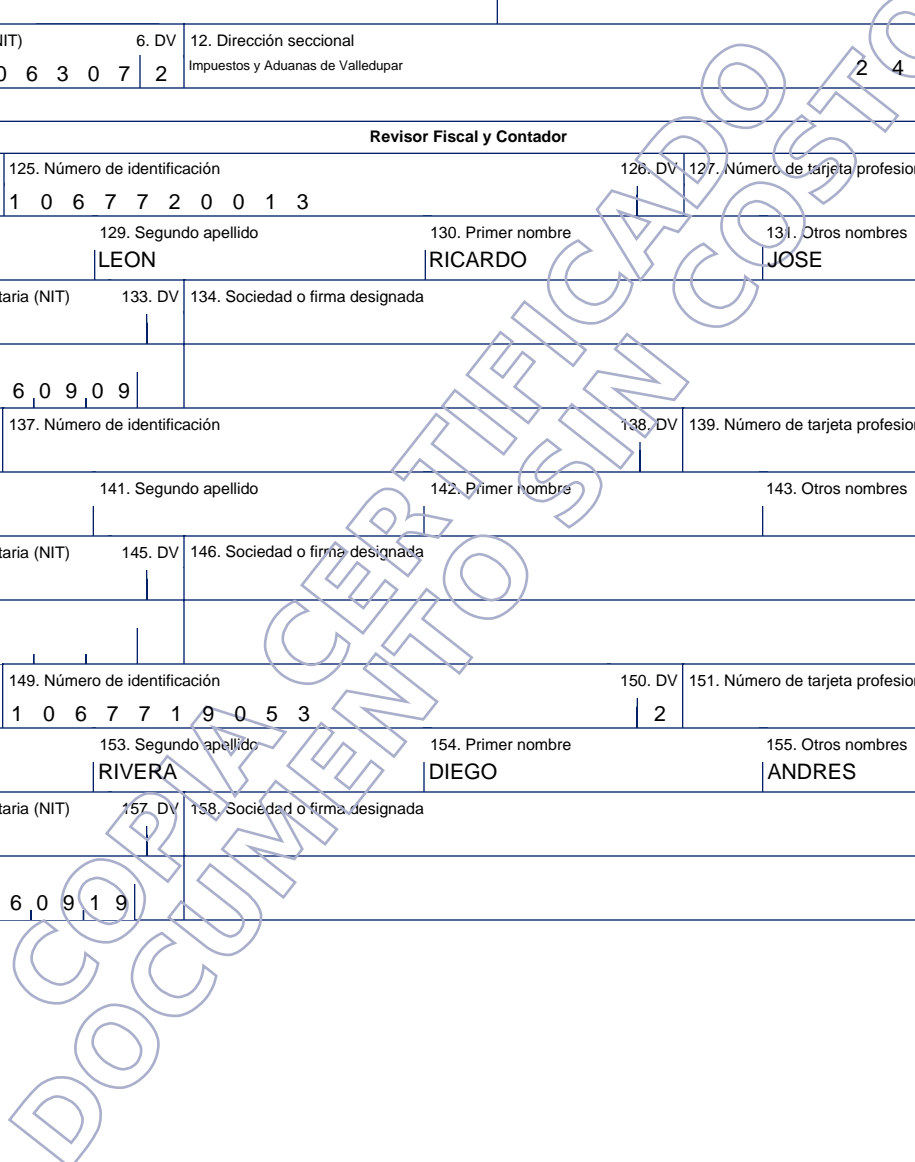 NIT) 6. DV 12. Dirección seccional
0 6 3 0 7 2 Impuestos y Aduanas de Valledupar 2 4
Revisor Fiscal y Contador
125. Número de identificación 126. DV 127. Número de tarjeta profesion
1 0 6 7 7 2 0 0 1 3
129. Segundo apellido 130. Primer nombre 131. Otros nombres
LEON RICARDO JOSE
taria (NIT) 133. DV 134. Sociedad o firma designada
6 0 9 0 9
137. Número de identificación 138. DV 139. Número de tarjeta profesion
141. Segundo apellido 142. Primer nombre 143. Otros nombres
taria (NIT) 145. DV 146. Sociedad o firma designada
149. Número de identificación 150. DV 151. Número de tarjeta profesion
1 0 6 7 7 1 9 0 5 3 2
153. Segundo apellido 154. Primer nombre 155. Otros nombres
RIVERA DIEGO ANDRES
taria (NIT) 157. DV 158. Sociedad o firma designada
6 0 9 1 9
COPIA CERTIFICADO
DOCUMENTO SIN COSTO